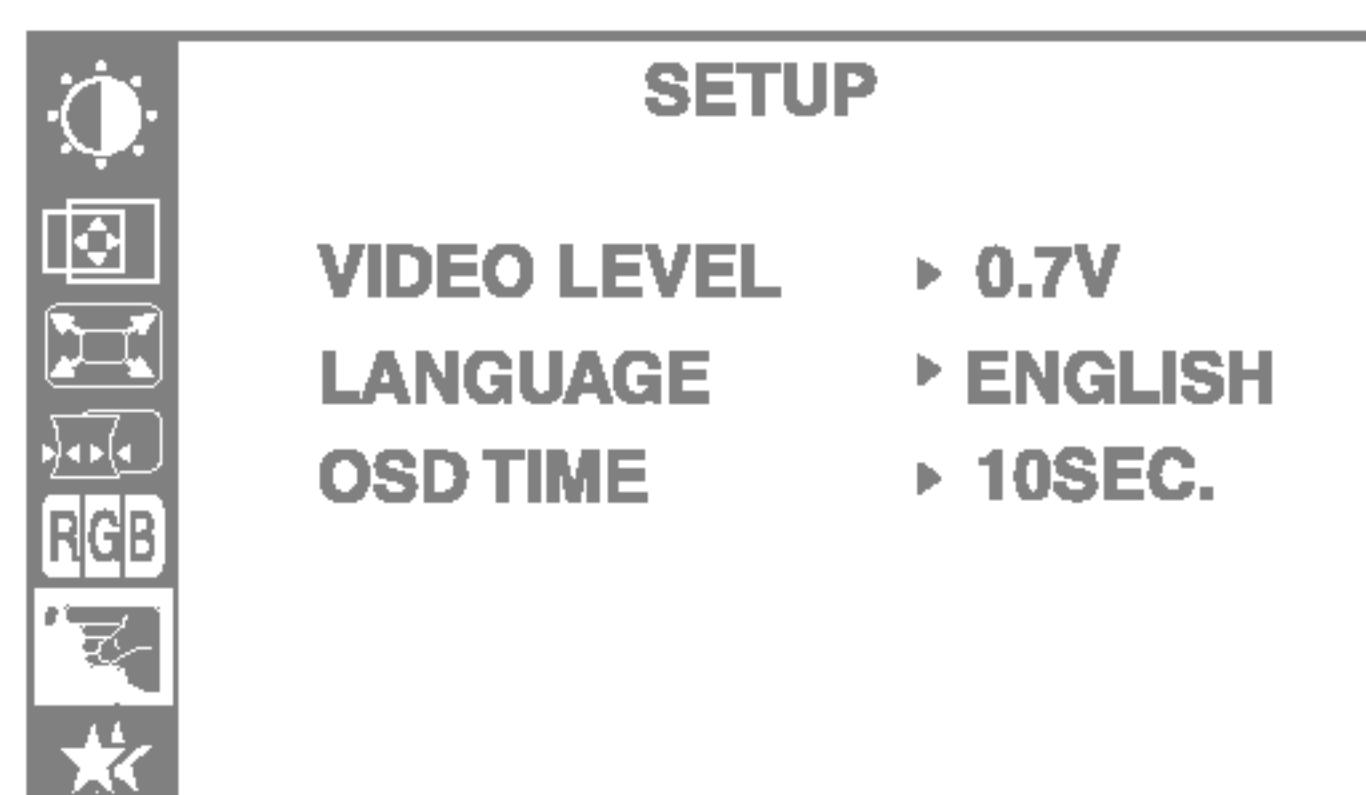 SETUP
VIDEO LEVEL ▸ 0.7V
LANGUAGE ▸ ENGLISH
OSD TIME ▸ 10SEC.
RGB